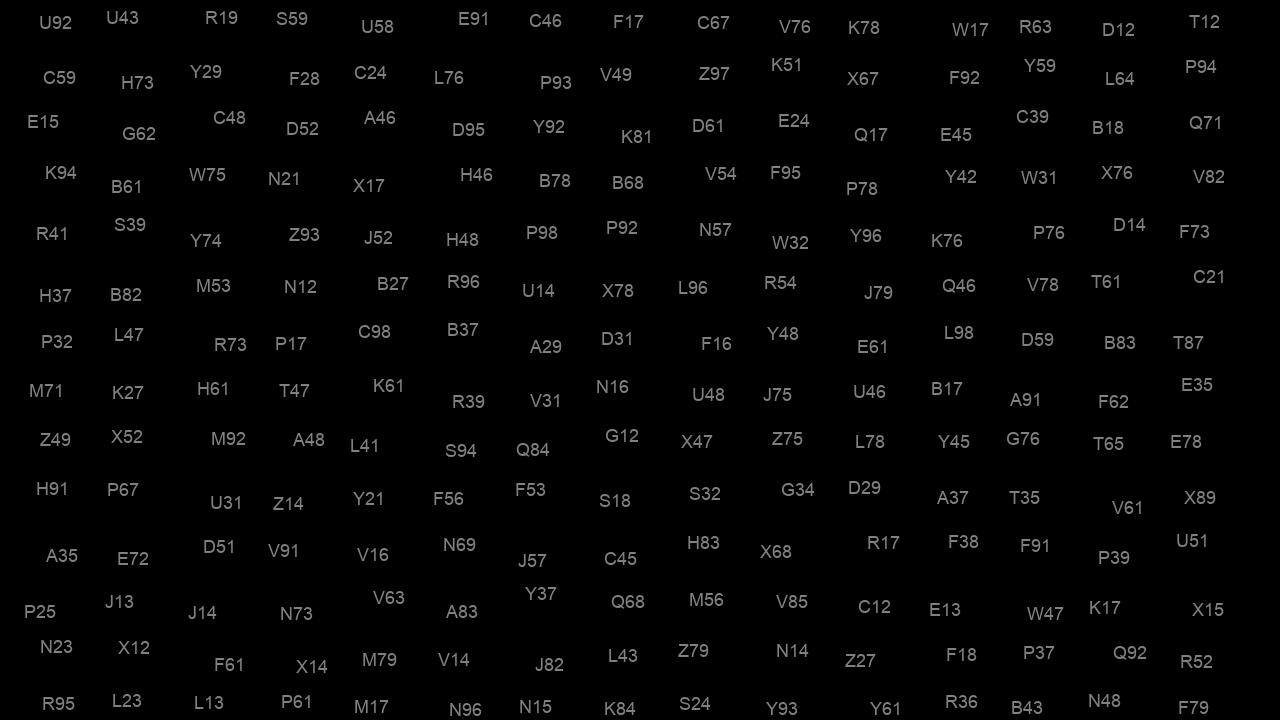 U92 U43 R19 S59 U58 E91 C46 F17 C67 V76 K78 W17 R63 D12 T12
C59 H73 Y29 F28 C24 L76 P93 V49 Z97 K51 X67 F92 Y59 L64 P94
E15 G62 C48 D52 A46 D95 Y92 K81 D61 E24 Q17 E45 C39 B18 Q71
K94 B61 W75 N21 X17 H46 B78 B68 V54 F95 P78 Y42 W31 X76 V82
R41 S39 Y74 Z93 J52 H48 P98 P92 N57 W32 Y96 K76 P76 D14 F73
H37 B82 M53 N12 B27 R96 U14 X78 L96 R54 J79 Q46 V78 T61 C21
P32 L47 R73 P17 C98 B37 A29 D31 F16 Y48 E61 L98 D59 B83 T87
M71 K27 H61 T47 K61 R39 V31 N16 U48 J75 U46 B17 A91 F62 E35
Z49 X52 M92 A48 L41 S94 Q84 G12 X47 Z75 L78 Y45 G76 T65 E78
H91 P67 U31 Z14 Y21 F56 F53 S18 S32 G34 D29 A37 T35 V61 X89
A35 E72 D51 V91 V16 N69 J57 C45 H83 X68 R17 F38 F91 P39 U51
P25 J13 J14 N73 V63 A83 Y37 Q68 M56 V85 C12 E13 W47 K17 X15
N23 X12 F61 X14 M79 V14 J82 L43 Z79 N14 Z27 F18 P37 Q92 R52
R95 L23 L13 P61 M17 N96 N15 K84 S24 Y93 Y61 R36 B43 N48 F79